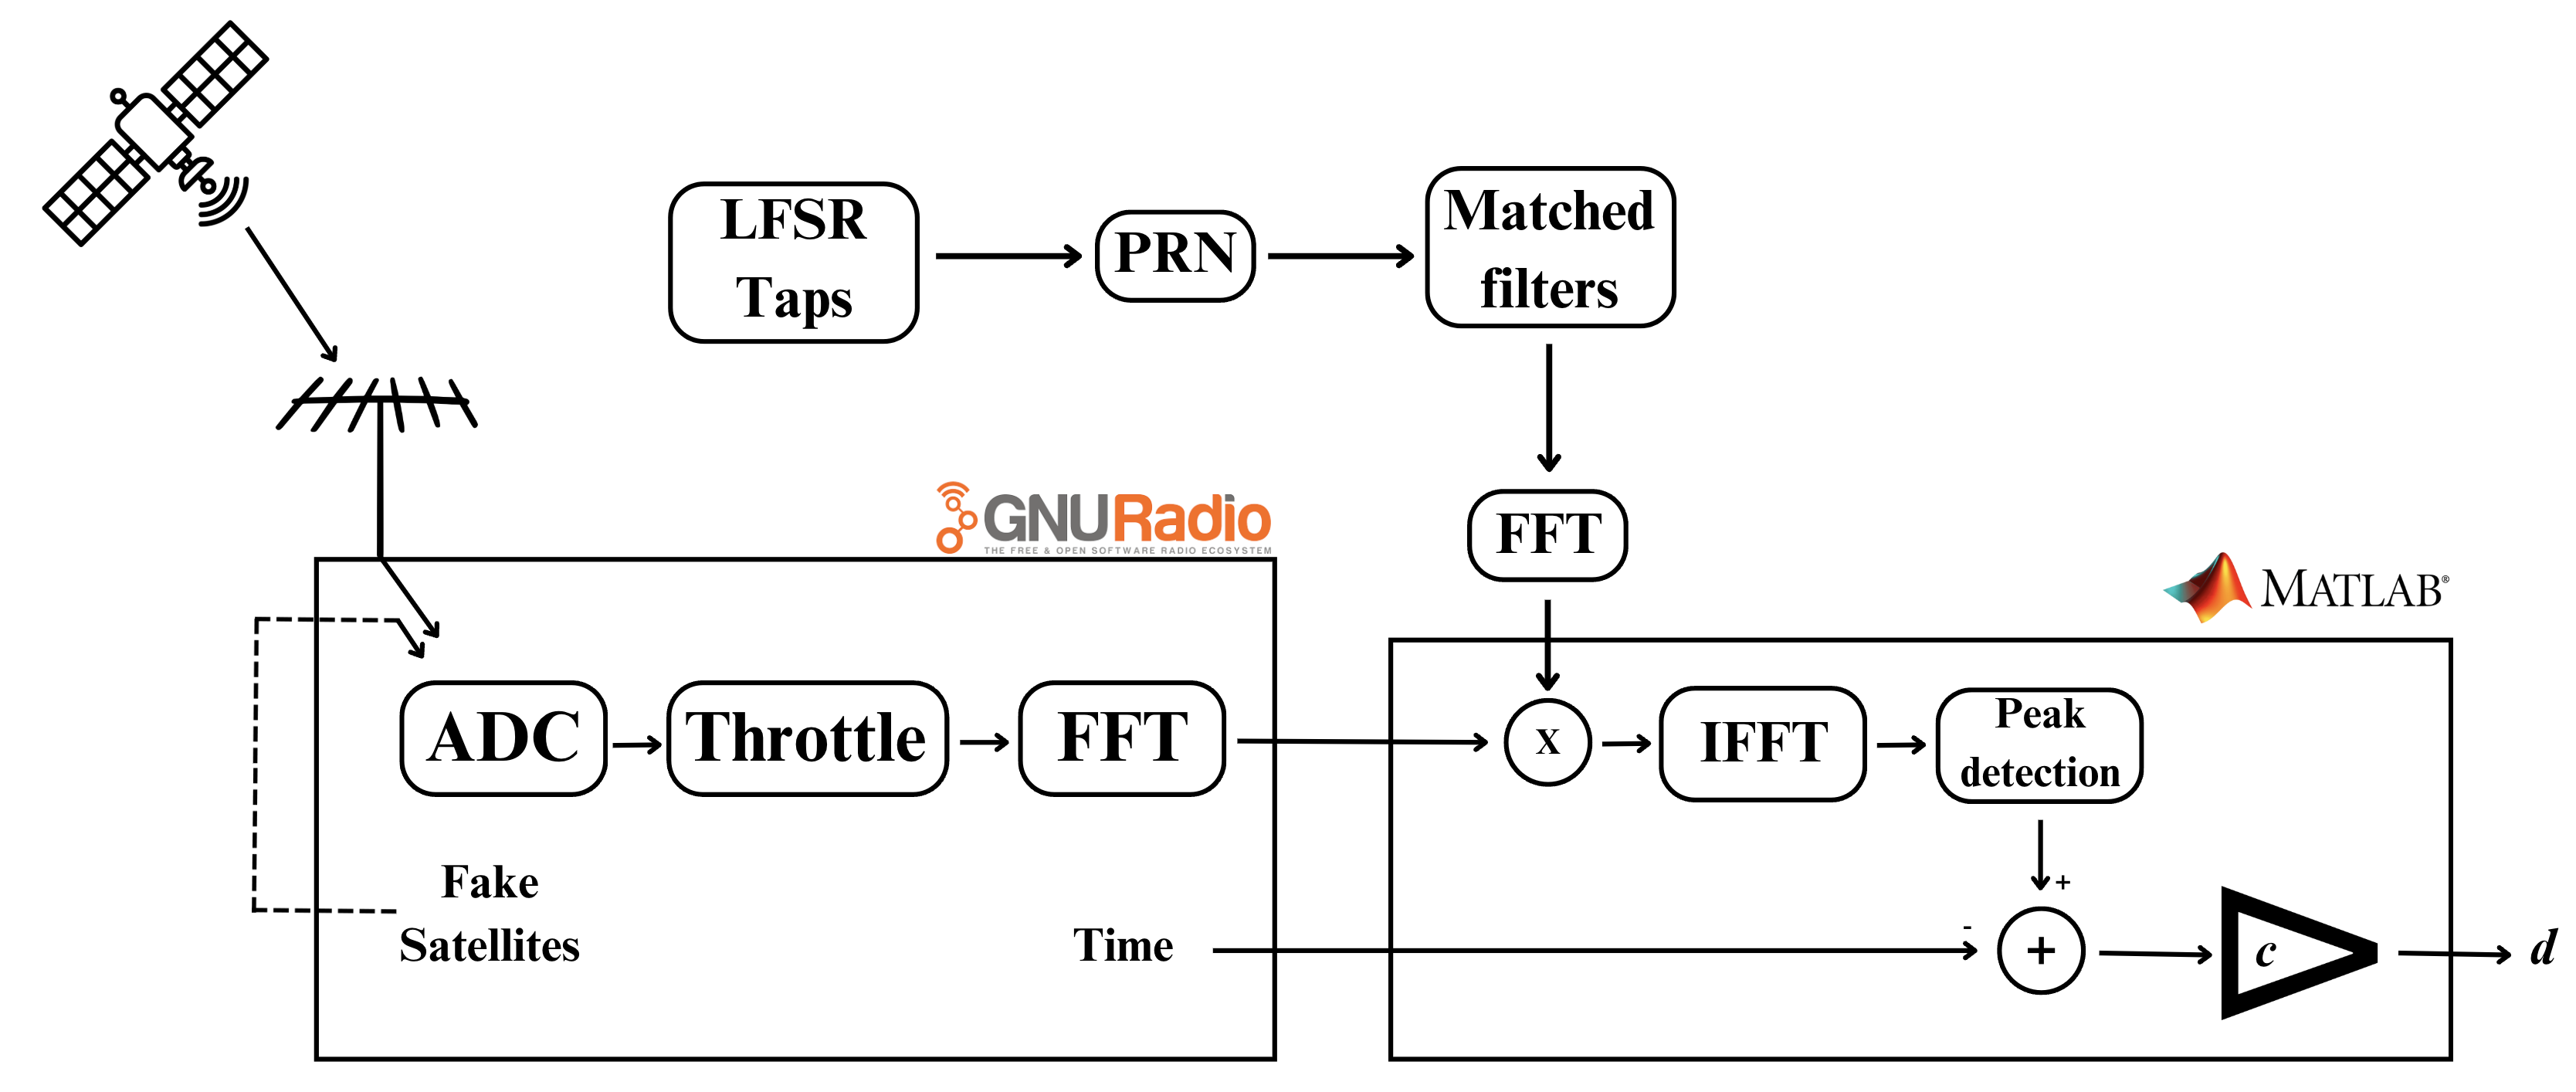 LFSR
Taps
PRN
Matched
filters
FFT
GNURadio
THE FREE & OPEN SOFTWARE RADIO ECOSYSTEM
MATLAB®
ADC
Throttle
FFT
x
IFFT
Peak
detection
+
Fake
Satellites
Time
-
+
c
d